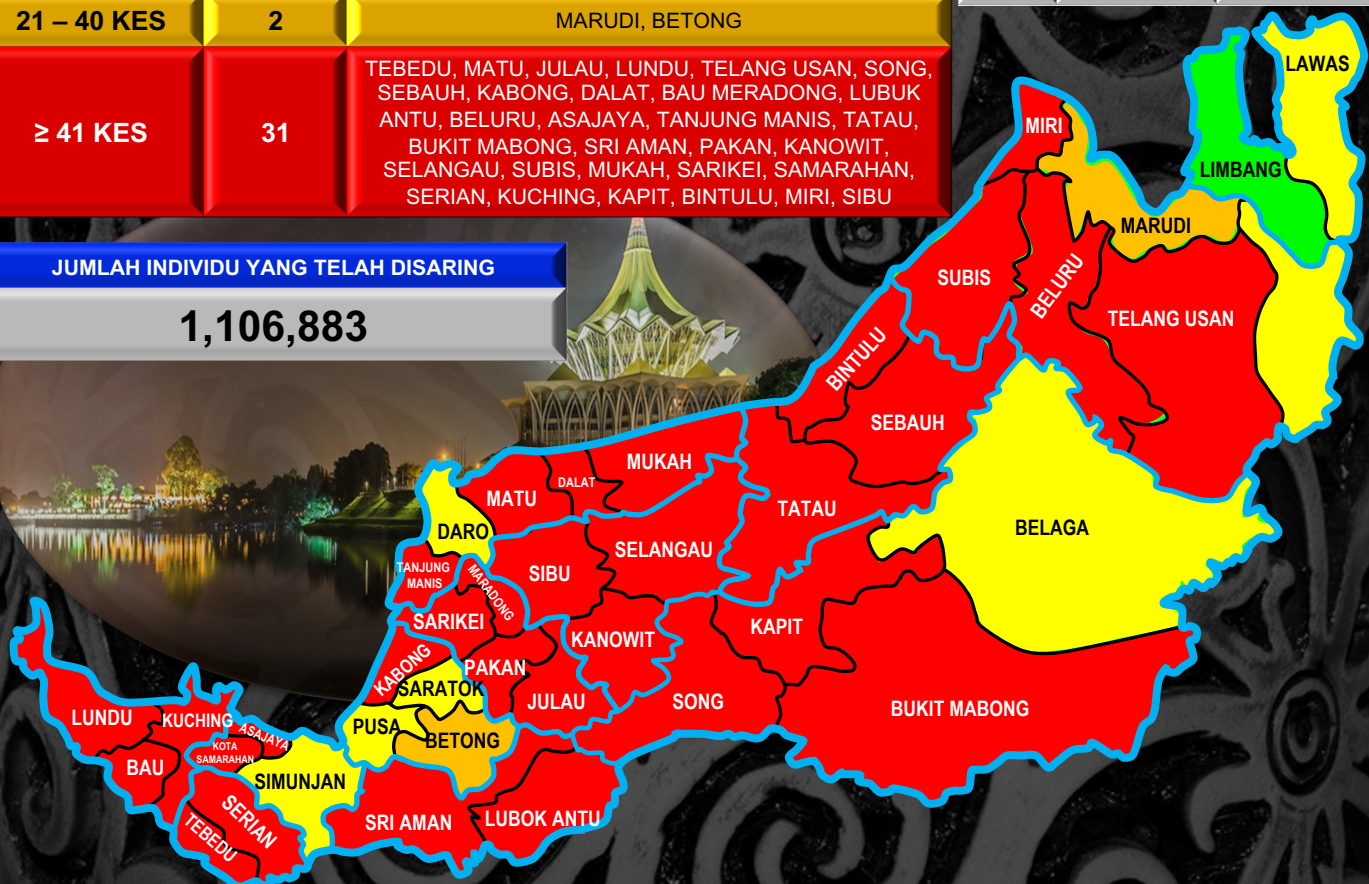 21 – 40 KES
2
MARUDI, BETONG
≥ 41 KES
31
TEBEDU, MATU, JULAU, LUNDU, TELANG USAN, SONG,
SEBAUH, KABONG, DALAT, BAU MERADONG, LUBUK
ANTU, BELURU, ASAJAYA, TANJUNG MANIS, TATAU,
BUKIT MABONG, SRI AMAN, PAKAN, KANOWIT,
SELANGAU, SUBIS, MUKAH, SARIKEI, SAMARAHAN,
SERIAN, KUCHING, KAPIT, BINTULU, MIRI, SIBU
JUMLAH INDIVIDU YANG TELAH DISARING
1,106,883
LAWAS
MIRI
LIMBANG
MARUDI
SUBIS
BELURU
TELANG USAN
BINTULU
SEBAUH
MUKAH
DALAT
MATU
TATAU
BELAGA
DARO
SELANGAU
TANJUNG
MANIS
MARADONG
SIBU
SARIKEI
KAPIT
KANOWIT
KABONG
PAKAN
SARATOK
JULAU
SONG
BUKIT MABONG
LUNDU
KUCHING
ASAJAYA
PUSA
BETONG
KOTA
SAMARAHAN
BAU
SIMUNJAN
SERIAN
TEBEDU
SRI AMAN
LUBOK ANTU